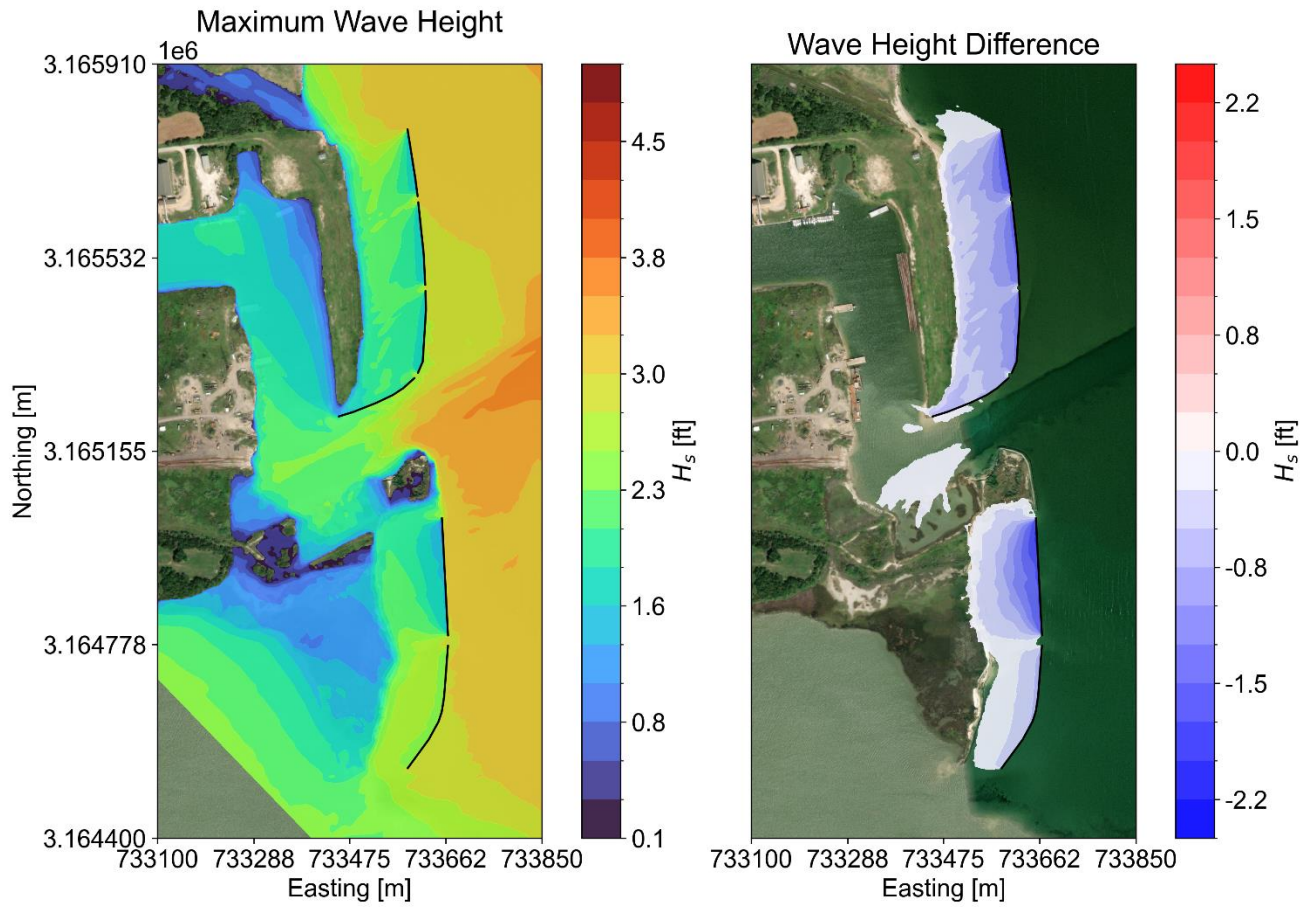 Maximum Wave Height
1e6
3.165910
3.165532
3.165155
3.164778
3.164400
Northing [m]
733100 733288 733475 733662 733850
Easting [m]
4.5
3.8
3.0
2.3
1.6
0.8
0.1
Hs [ft]
Wave Height Difference
733100 733288 733475 733662 733850
Easting [m]
2.2
1.5
0.8
0.0
-0.8
-1.5
-2.2
Hs [ft]